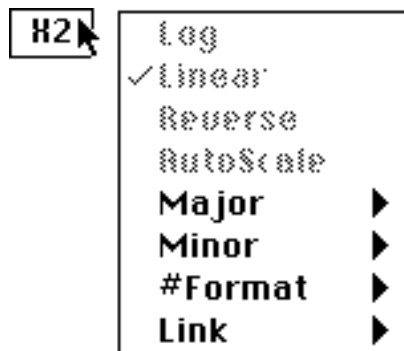 X2
Log
✓Linear
Reverse
AutoScale
Major
Minor
#Format
Link